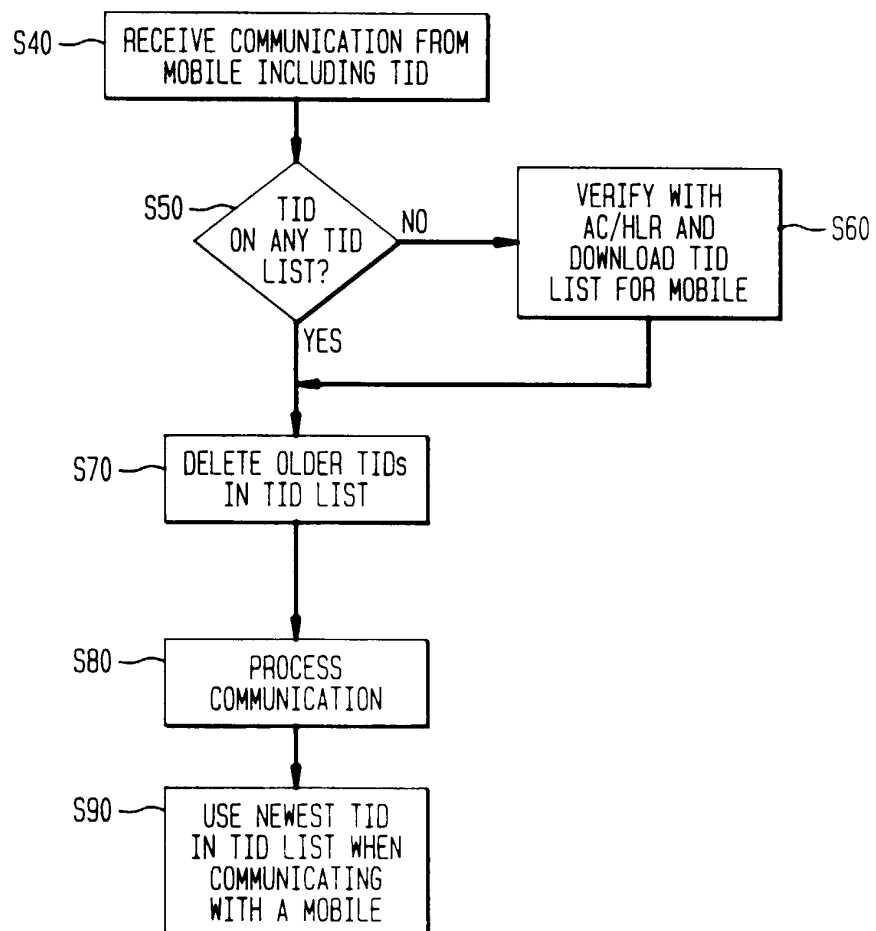 S40
RECEIVE COMMUNICATION FROM
MOBILE INCLUDING TID
S50
TID
ON ANY TID
LIST?
NO
YES
VERIFY WITH
AC/HLR AND
DOWNLOAD TID
LIST FOR MOBILE
S60
S70
DELETE OLDER TIDs
IN TID LIST
S80
PROCESS
COMMUNICATION
S90
USE NEWEST TID
IN TID LIST WHEN
COMMUNICATING
WITH A MOBILE